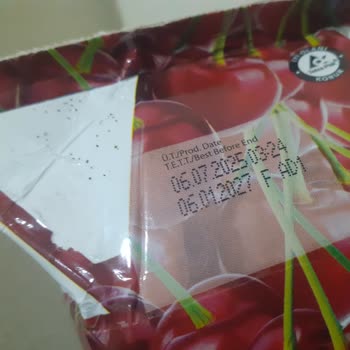 Ü.T./Prod. Date
T.E.T.T./Best Before End
06.07.2025 03:24
06.01.2027 F AD1